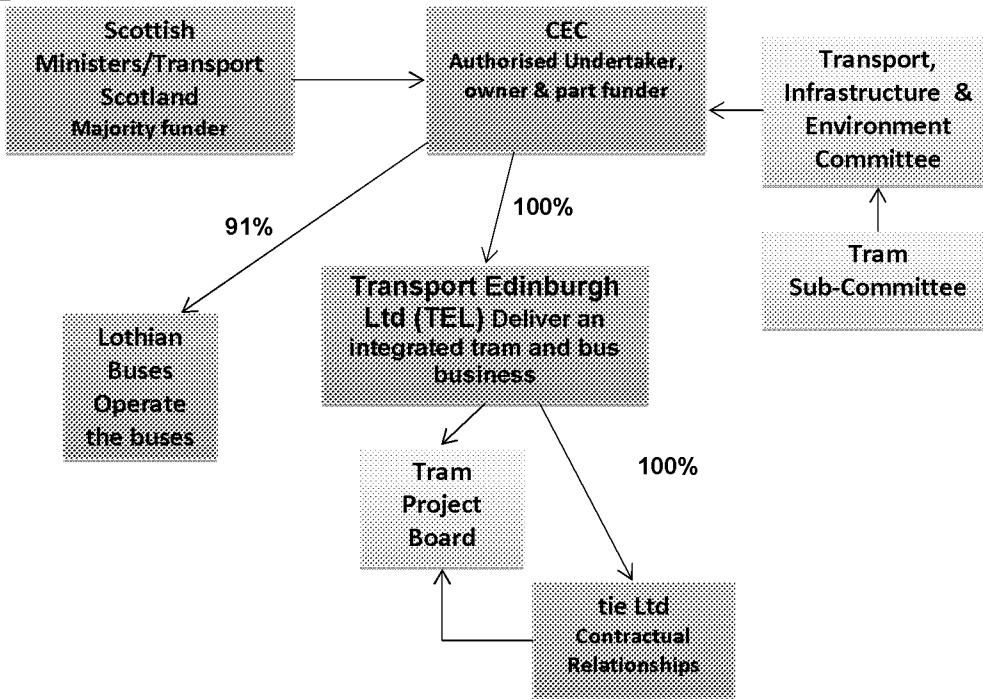 Scottish
Ministers/Transport
Scotland
Majority funder
CEC
Authorised Undertaker,
owner & part funder
Transport,
Infrastructure &
Environment
Committee
91%
100%
Tram
Sub-Committee
Transport Edinburgh
Ltd (TEL) Deliver an
integrated tram and bus
business
Lothian
Buses
Operate
the buses
100%
Tram
Project
Board
tie Ltd
Contractual
Relationships